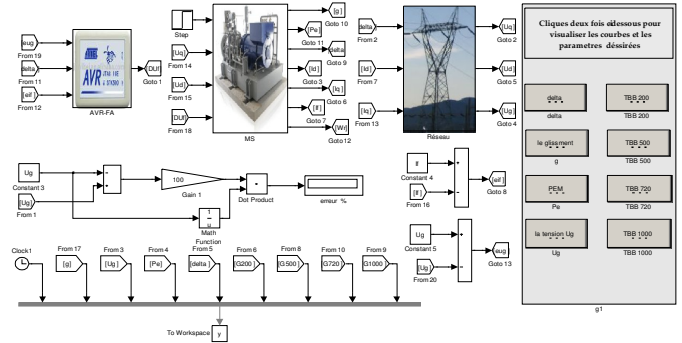 [g]
Goto 10
Step
[Pe]
Goto 11
delta
Goto 9
[Uq]
From 14
[Id]
Goto 3
[Ud]
From 15
[Iq]
Goto 6
[If]
Goto 7
DUf
From 18
[Wr]
Goto12
MS
eug
From 19
delta
From 11
[eif]
From 12
AVR
AVR-FA
DUf
Goto 1
delta
From 2
[Id]
From 7
[Iq]
From 13
Réseau
[Uq]
Goto 2
[Ud]
Goto 5
[Ug]
Goto 4
Cliques deux fois ci-dessous pour
visualiser les courbes et les
parametres déssirées
delta
delta
TBB 200
TBB 200
le glissment
g
TBB 500
TBB 500
PEM
Pe
TBB 720
TBB 720
la tension Ug
Ug
TBB 1000
TBB 1000
g1
Ug
Constant 3
[Ug]
From 1
100
Gain 1
1
u
Math
Function
Dot Product
erreur %
If
Constant 4
[If]
From 16
[eif]
Goto 8
Ug
Constant 5
[Ug]
From 20
eug
Goto 13
Clock1
From 17
[g]
From 3
[Ug]
From 4
[Pe]
From 5
[delta]
From 6
[G200]
From 8
[G500]
From 10
G720
From 9
G1000
To Workspace
y